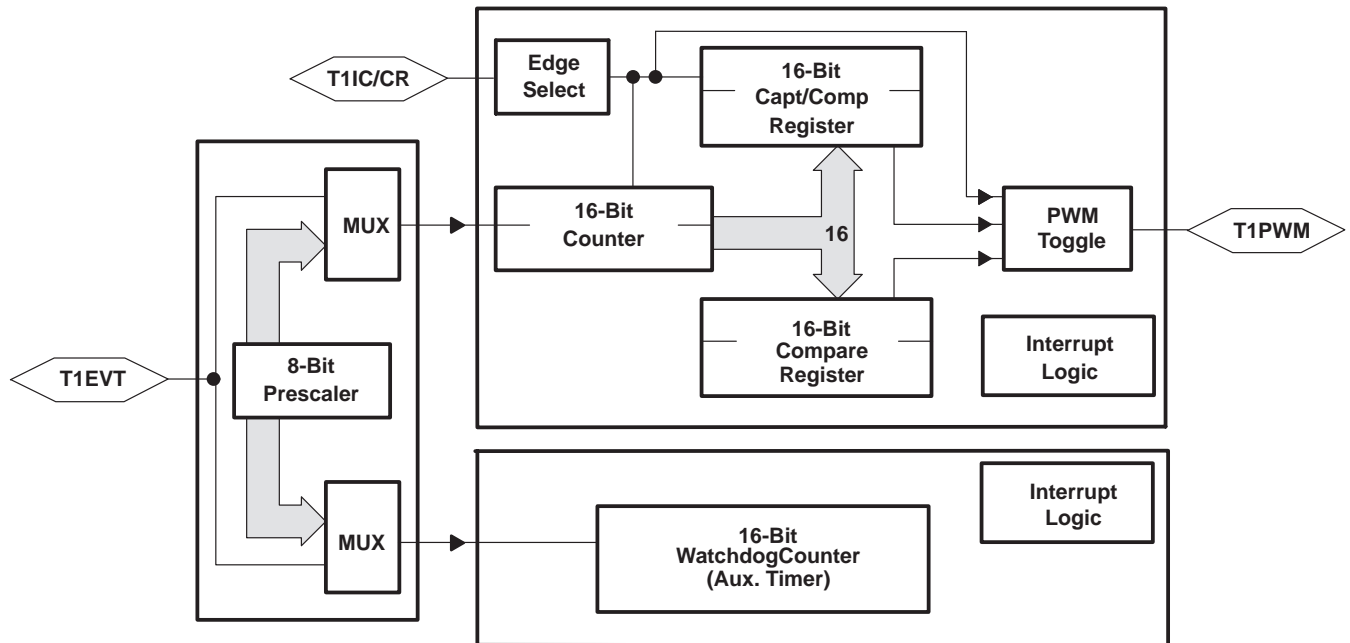 T1IC/CR
Edge
Select
16-Bit
Capt/Comp
Register
MUX
16-Bit
Counter
16
PWM
Toggle
T1PWM
16-Bit
Compare
Register
Interrupt
Logic
T1EVT
8-Bit
Prescaler
MUX
16-Bit
WatchdogCounter
(Aux. Timer)
Interrupt
Logic